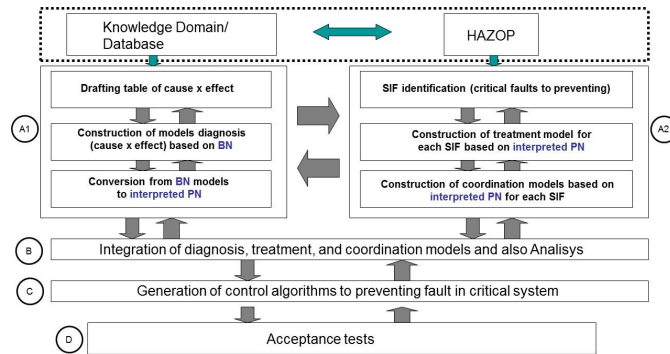 Knowledge Domain/
Database
HAZOP
A1
Drafting table of cause x effect
Construction of models diagnosis
(cause x effect) based on BN
Conversion from BN models
to interpreted PN
SIF identification (critical faults to preventing)
A2
Construction of treatment model for
each SIF based on interpreted PN
Construction of coordination models based on
interpreted PN for each SIF
B
Integration of diagnosis, treatment, and coordination models and also Analisys
C
Generation of control algorithms to preventing fault in critical system
D
Acceptance tests